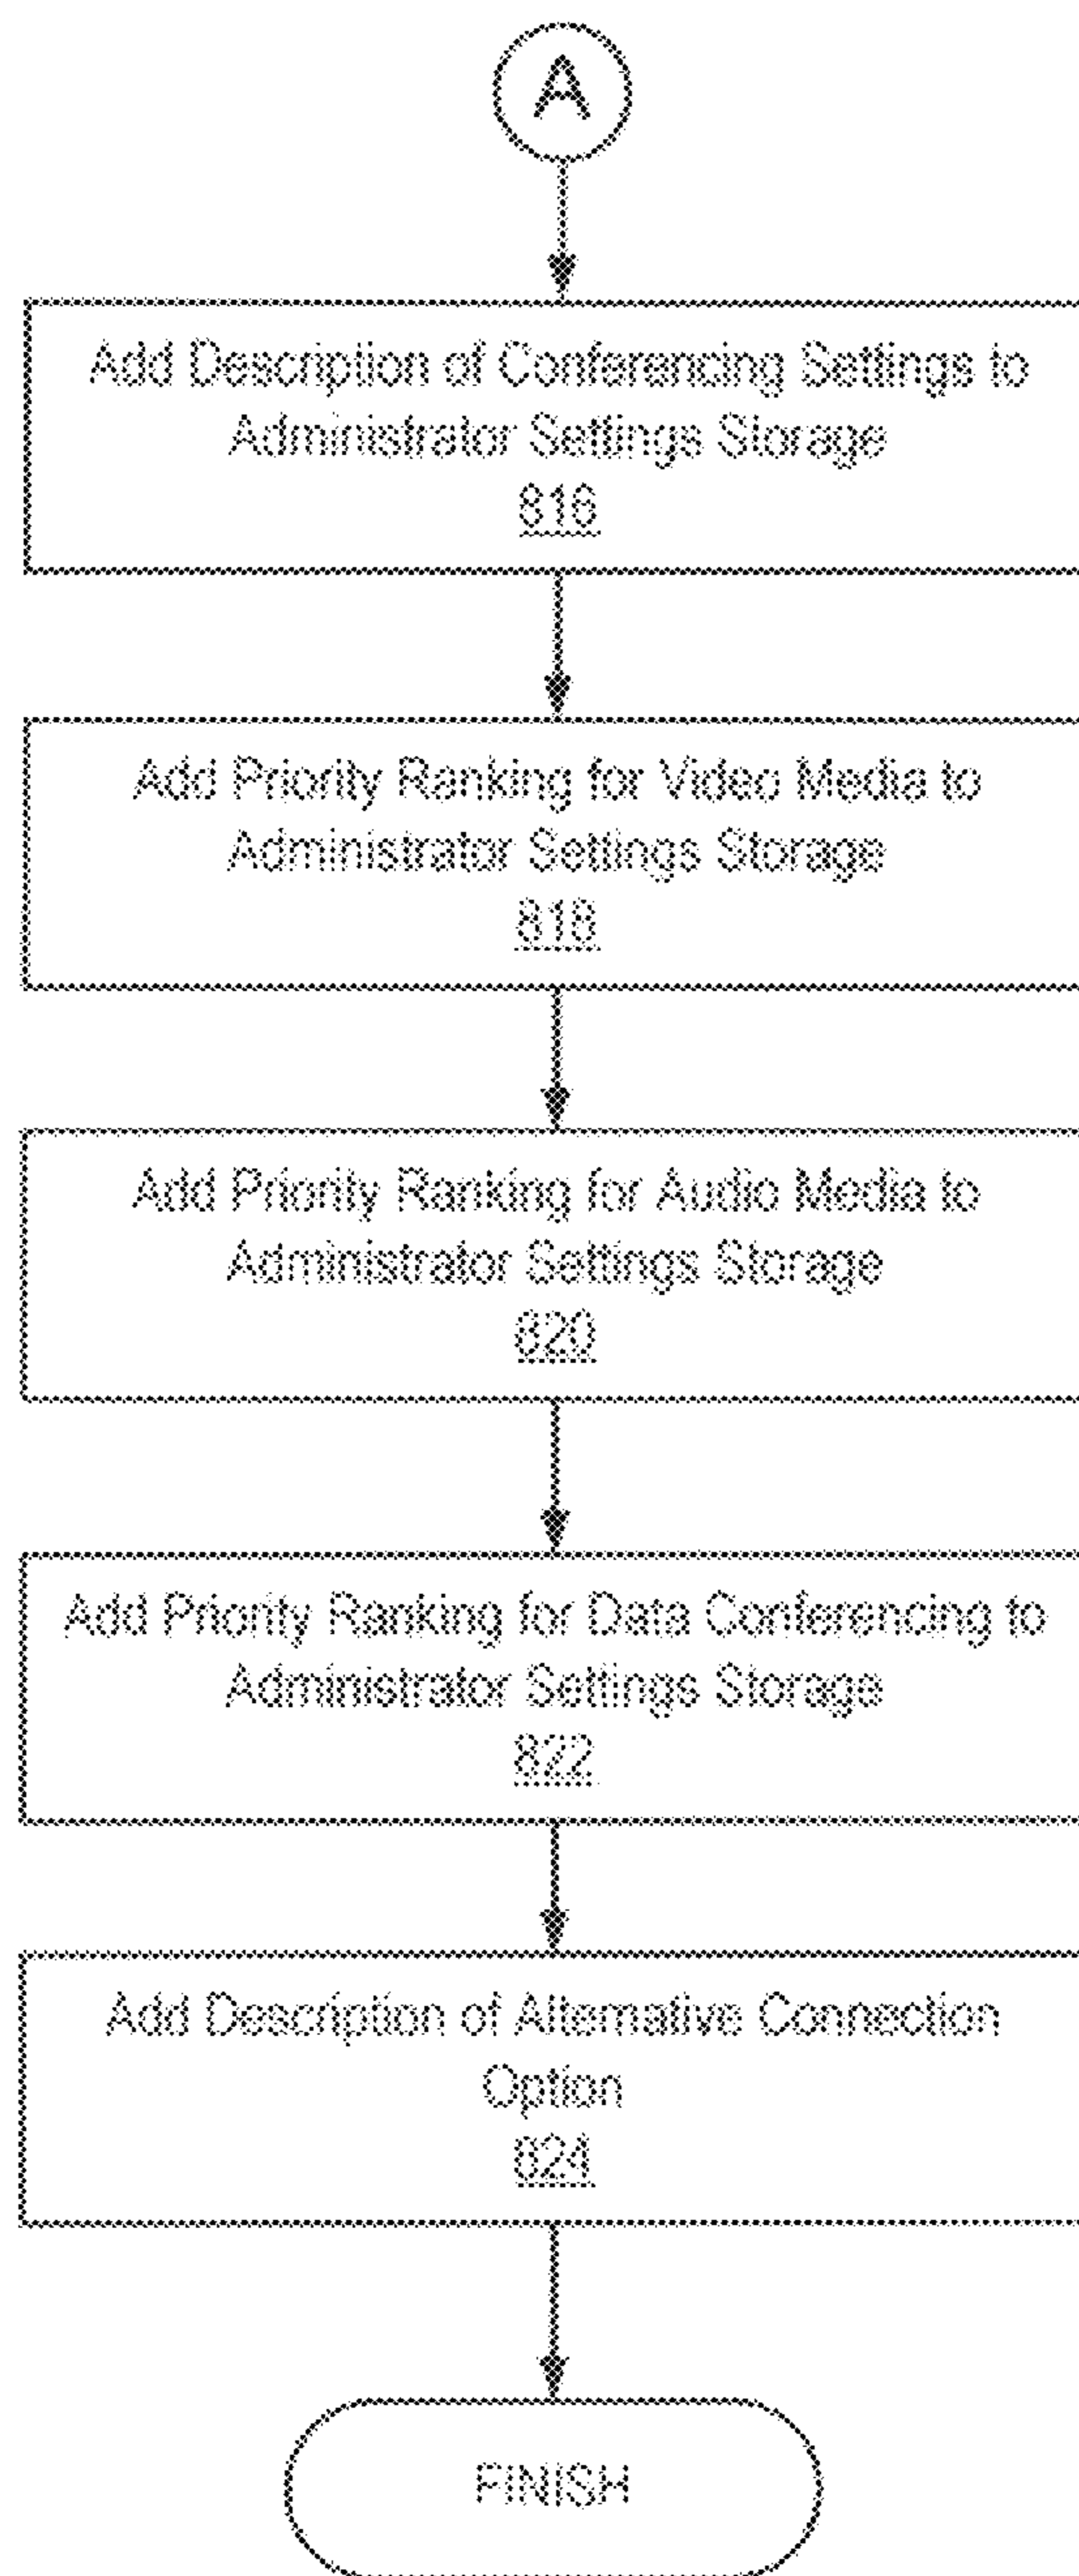 A
Add Description of Conferencing Settings to
Administrator Settings Storage
816
Add Priority Ranking for Video Media to
Administrator Settings Storage
818
Add Priority Ranking for Audio Media to
Administrator Settings Storage
820
Add Priority Ranking for Data Conferencing to
Administrator Settings Storage
822
Add Description of Alternative Connection
Option
824
FINISH